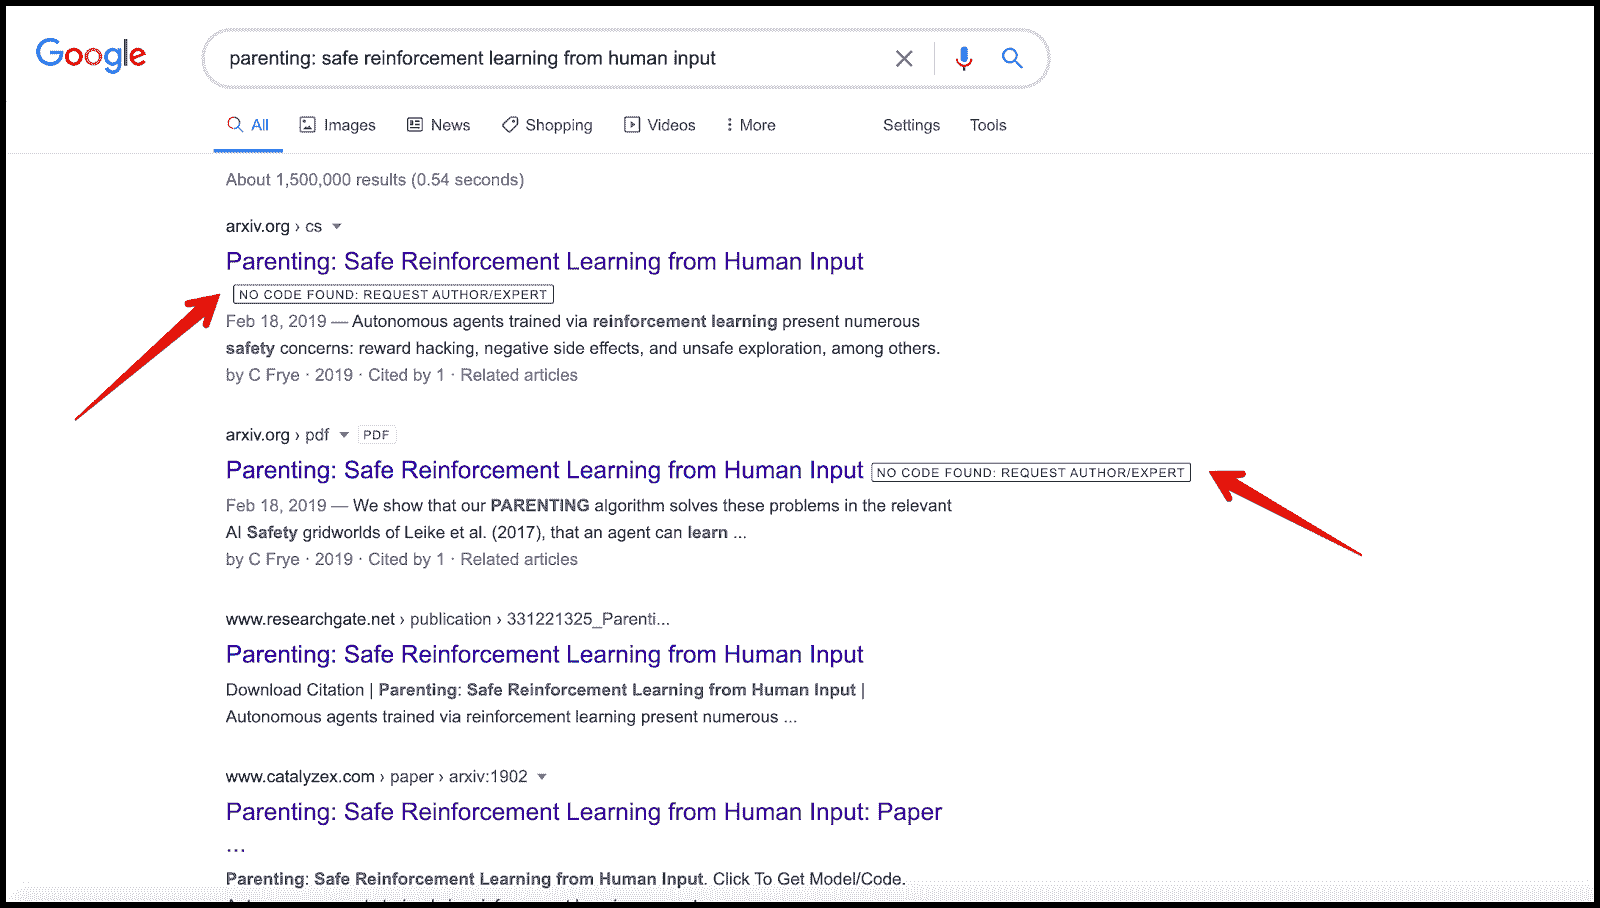 Google
parenting: safe reinforcement learning from human input
All Images News Shopping Videos More Settings Tools
About 1,500,000 results (0.54 seconds)
arxiv.org › cs
Parenting: Safe Reinforcement Learning from Human Input
NO CODE FOUND: REQUEST AUTHOR/EXPERT
Feb 18, 2019 — Autonomous agents trained via reinforcement learning present numerous
safety concerns: reward hacking, negative side effects, and unsafe exploration, among others.
by C Frye · 2019 · Cited by 1 · Related articles
arxiv.org › pdf PDF
Parenting: Safe Reinforcement Learning from Human Input NO CODE FOUND: REQUEST AUTHOR/EXPERT
Feb 18, 2019 — We show that our PARENTING algorithm solves these problems in the relevant
AI Safety gridworlds of Leike et al. (2017), that an agent can learn ...
by C Frye · 2019 · Cited by 1 · Related articles
www.researchgate.net › publication › 331221325_Parenti...
Parenting: Safe Reinforcement Learning from Human Input
Download Citation | Parenting: Safe Reinforcement Learning from Human Input |
Autonomous agents trained via reinforcement learning present numerous ...
www.catalyzex.com › paper › arxiv:1902
Parenting: Safe Reinforcement Learning from Human Input: Paper
...
Parenting: Safe Reinforcement Learning from Human Input. Click To Get Model/Code.